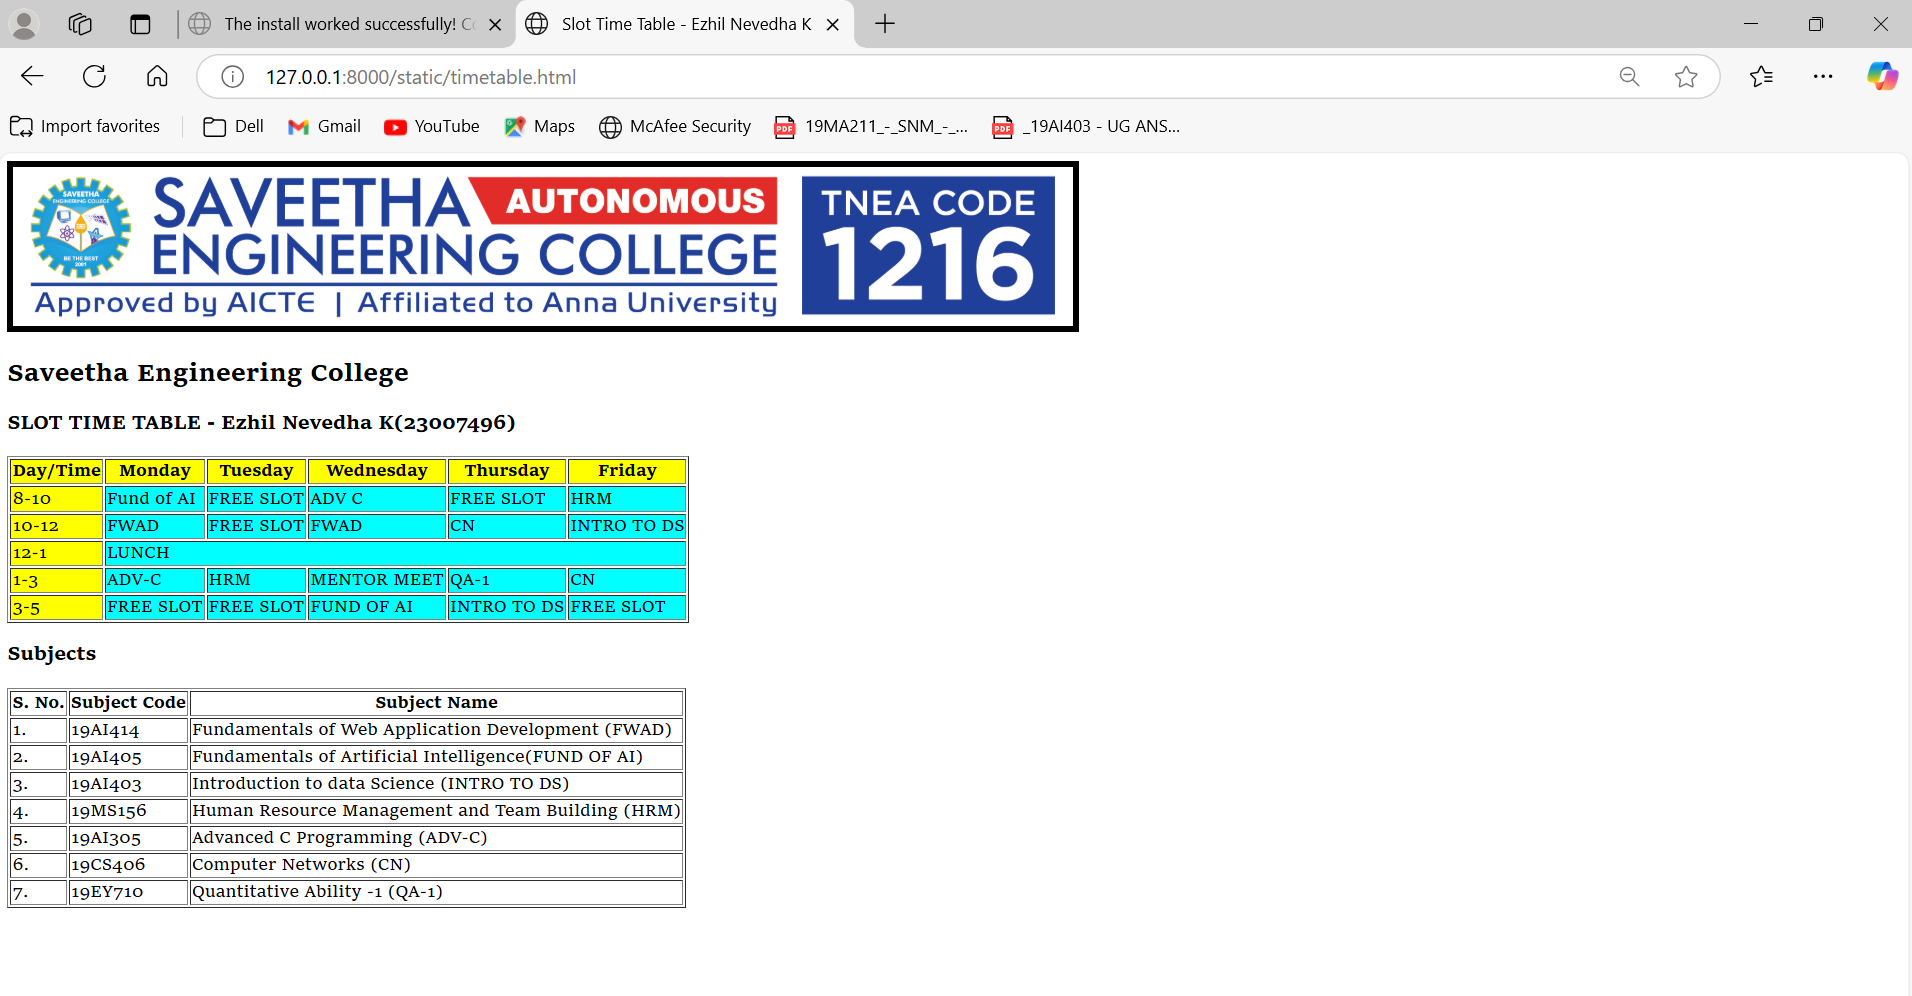 The install worked successfully! Co
Slot Time Table - Ezhil Nevedha K
127.0.0.1:8000/static/timetable.html
Import favorites Dell Gmail YouTube Maps McAfee Security 19MA211_-_SNM_-_... _19AI403 - UG ANS...
SAVEETHA
ENGINEERING COLLEGE
BE THE BEST
2001
SAVEETHA AUTONOMOUS
ENGINEERING COLLEGE
Approved by AICTE | Affiliated to Anna University
TNEA CODE
1216
Saveetha Engineering College
SLOT TIME TABLE - Ezhil Nevedha K(23007496)
Day/Time Monday Tuesday Wednesday Thursday Friday
8-10 Fund of AI FREE SLOT ADV C FREE SLOT HRM
10-12 FWAD FREE SLOT FWAD CN INTRO TO DS
12-1 LUNCH
1-3 ADV-C HRM MENTOR MEET QA-1 CN
3-5 FREE SLOT FREE SLOT FUND OF AI INTRO TO DS FREE SLOT
Subjects
S. No. Subject Code Subject Name
1. 19AI414 Fundamentals of Web Application Development (FWAD)
2. 19AI405 Fundamentals of Artificial Intelligence(FUND OF AI)
3. 19AI403 Introduction to data Science (INTRO TO DS)
4. 19MS156 Human Resource Management and Team Building (HRM)
5. 19AI305 Advanced C Programming (ADV-C)
6. 19CS406 Computer Networks (CN)
7. 19EY710 Quantitative Ability -1 (QA-1)